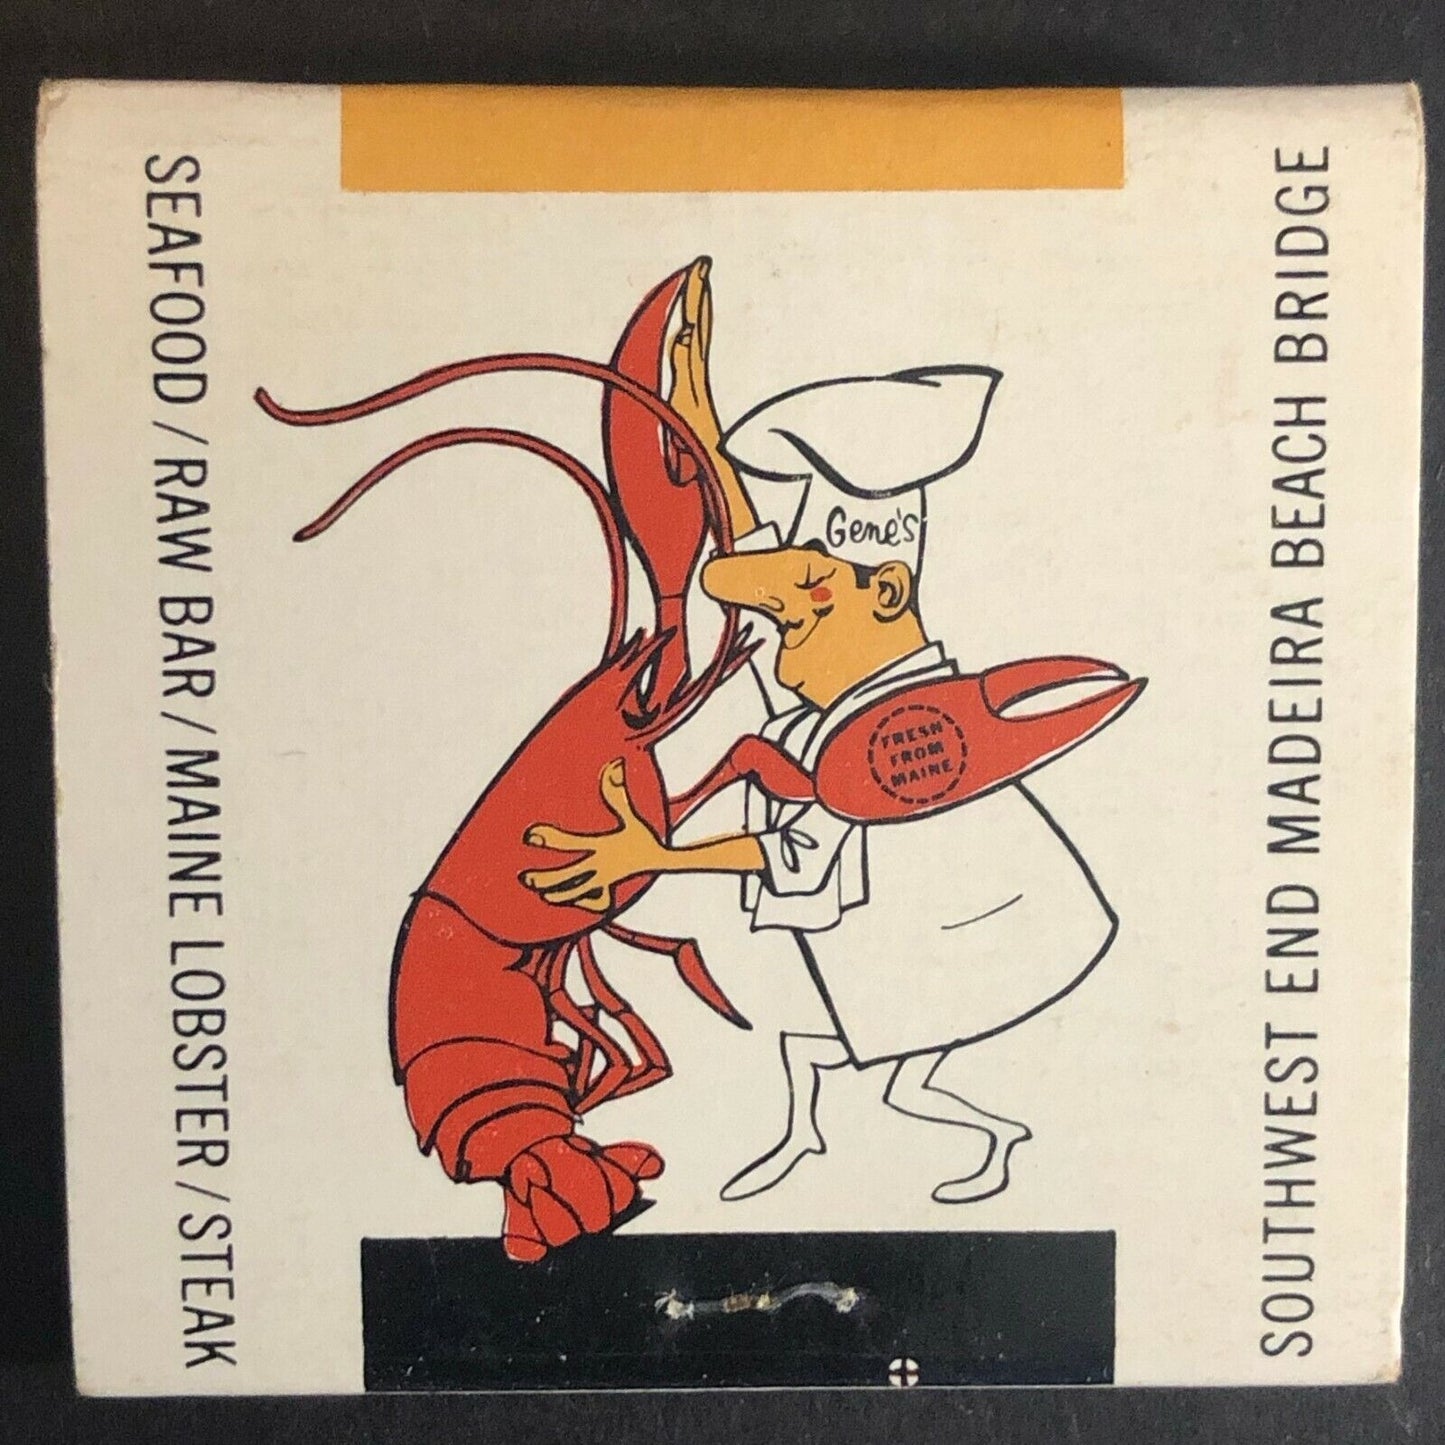 SEAFOOD / RAW BAR / MAINE LOBSTER / STEAK
Gene's
FRESH
FROM
MAINE
SOUTHWEST END MADEIRA BEACH BRIDGE